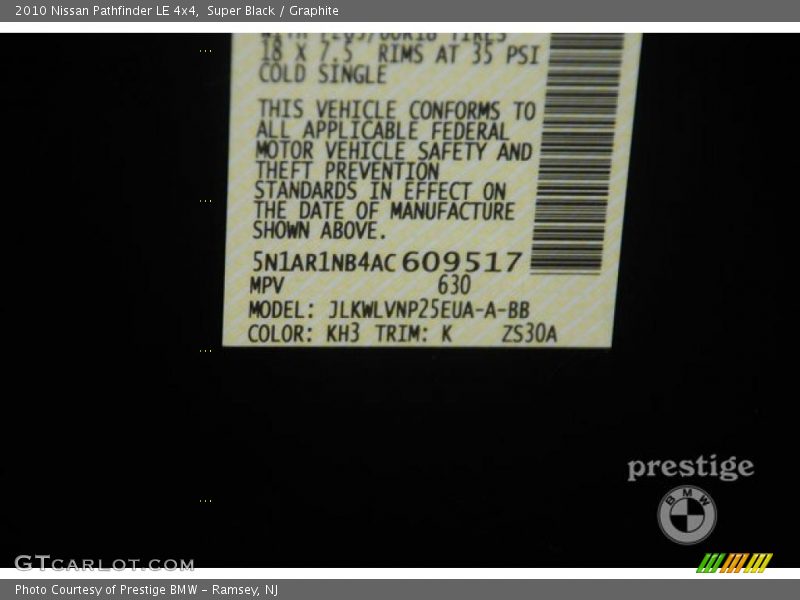 2010 Nissan Pathfinder LE 4x4, Super Black / Graphite
18 X 7.5 RIMS AT 35 PSI
COLD SINGLE
THIS VEHICLE CONFORMS TO
ALL APPLICABLE FEDERAL
MOTOR VEHICLE SAFETY AND
THEFT PREVENTION
STANDARDS IN EFFECT ON
THE DATE OF MANUFACTURE
SHOWN ABOVE.
5N1AR1NB4AC609517
MPV 630
MODEL: JLKWLVNP25EUA-A-BB
COLOR: KH3 TRIM: K ZS30A
prestige
BMW
GTCARLOT.COM
Photo Courtesy of Prestige BMW - Ramsey, NJ